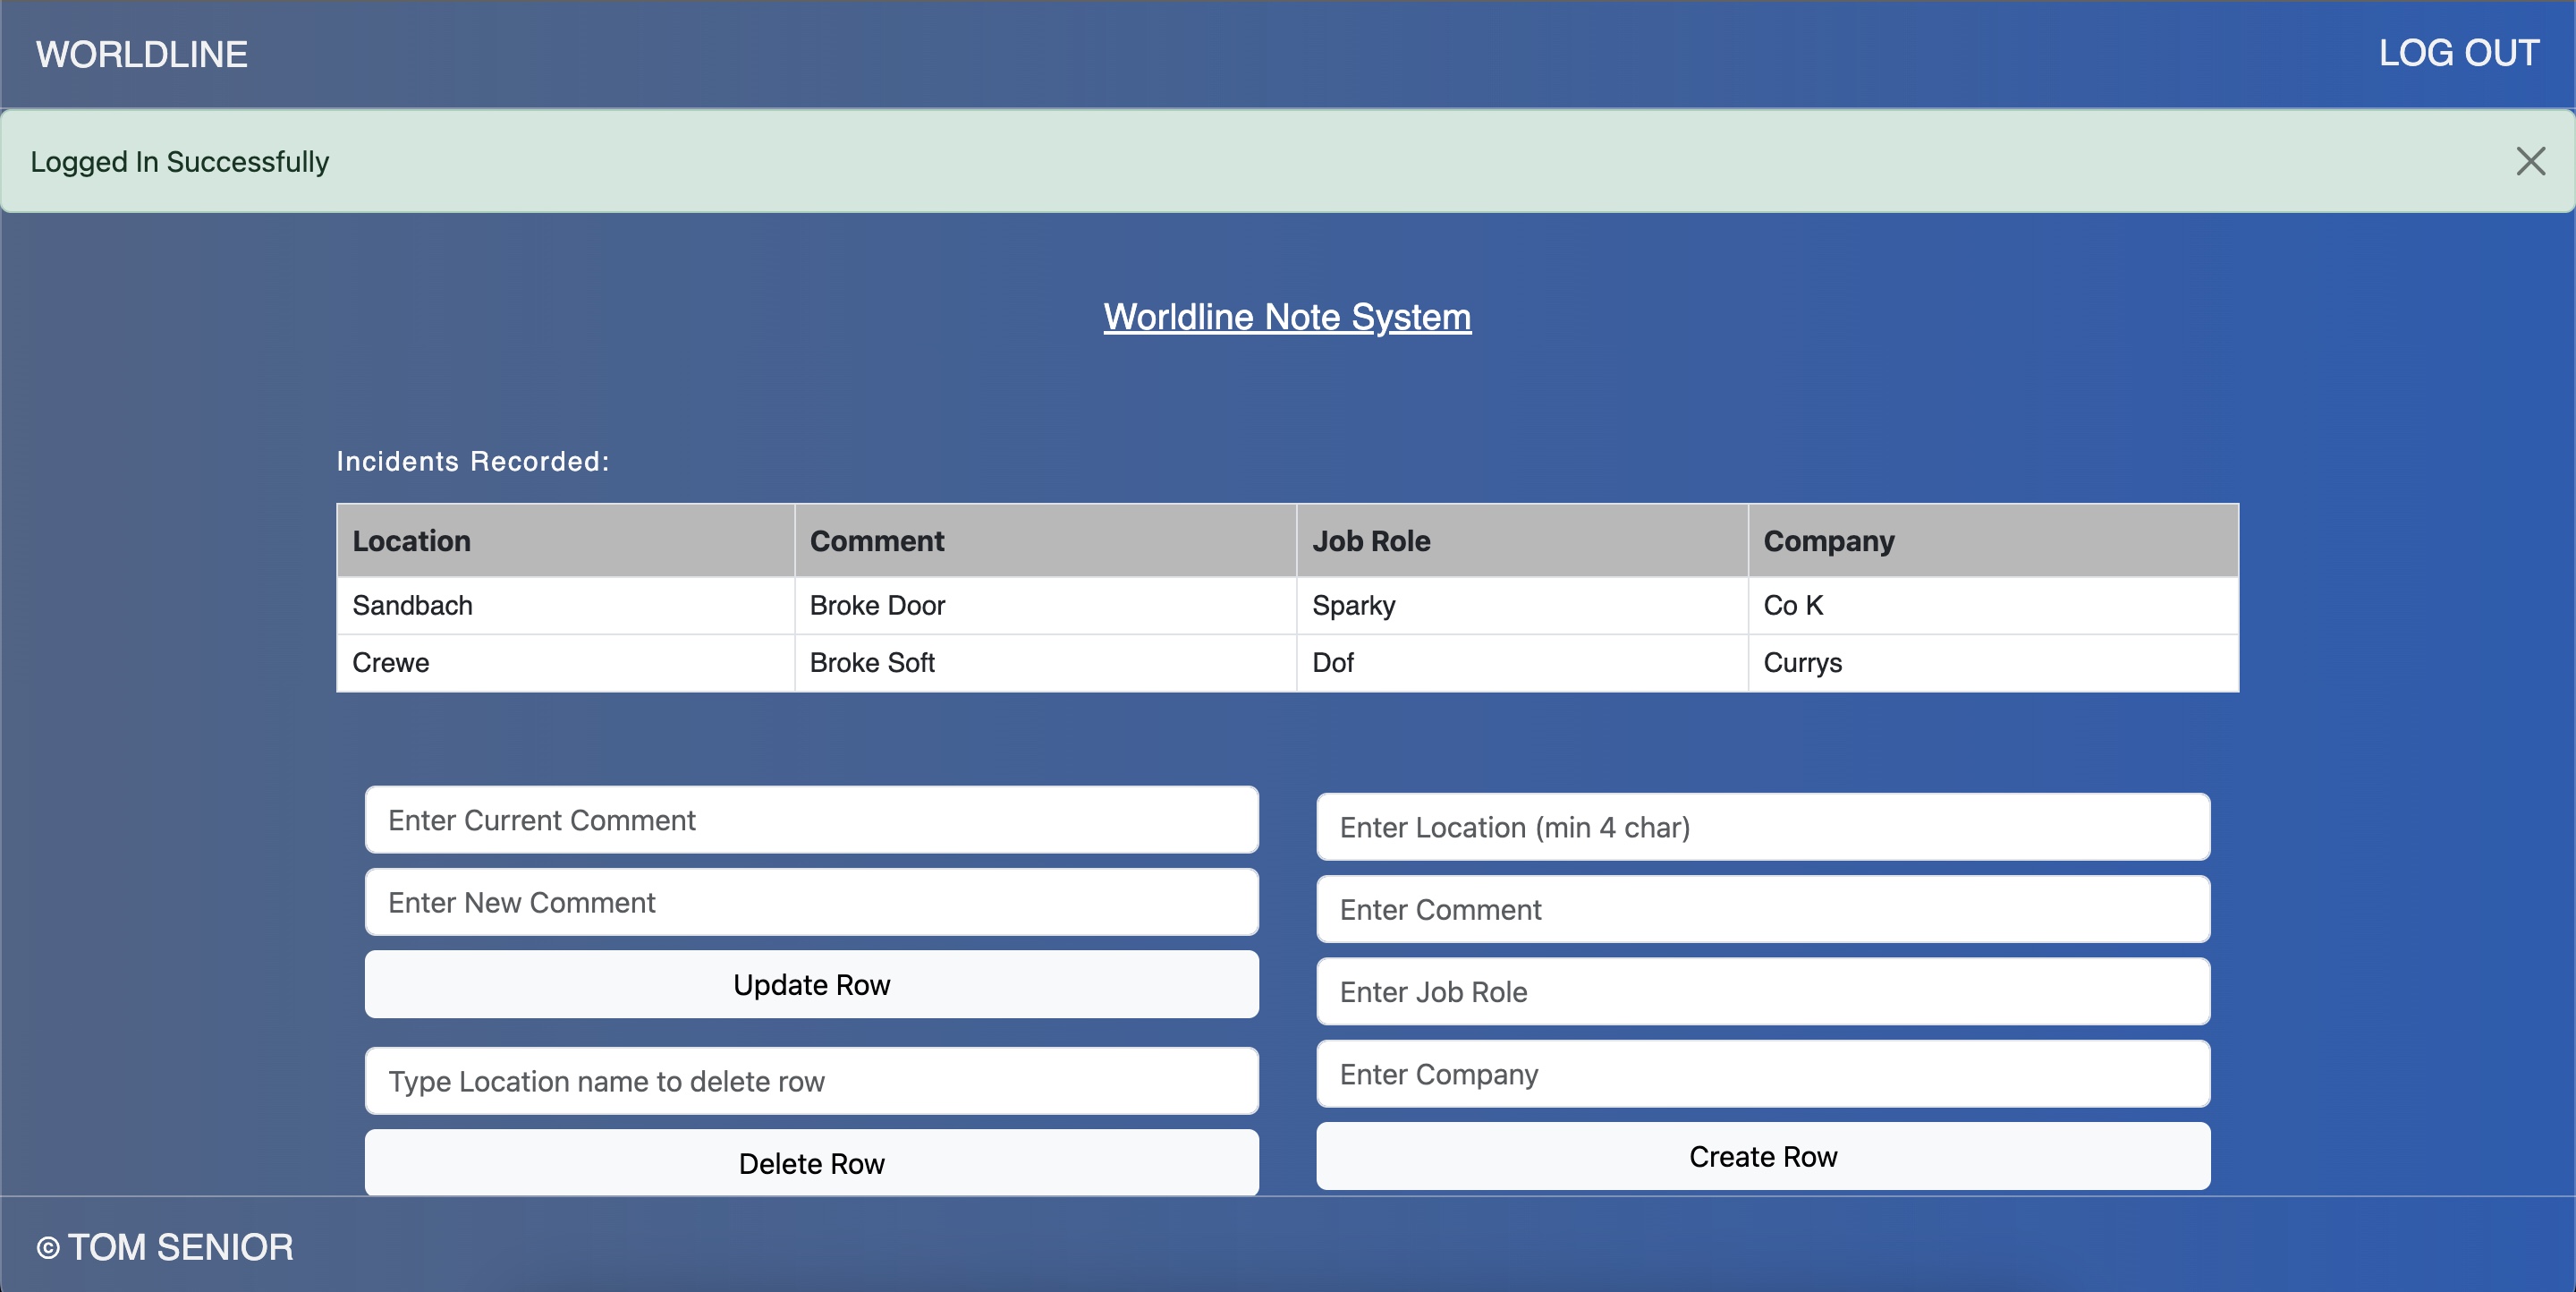 WORLDLINE
LOG OUT
Logged In Successfully
Worldline Note System
Incidents Recorded:
Location Comment Job Role Company
Sandbach Broke Door Sparky Co K
Crewe Broke Soft Dof Currys
Enter Current Comment
Enter New Comment
Update Row
Type Location name to delete row
Delete Row
Enter Location (min 4 char)
Enter Comment
Enter Job Role
Enter Company
Create Row
© TOM SENIOR